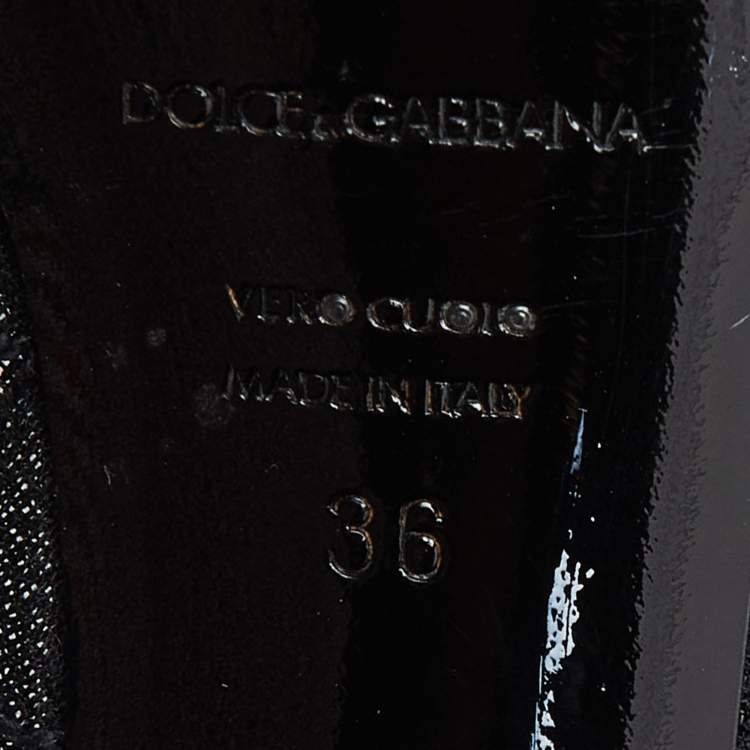 DOLCE & GABBANA
VERO CUOIO
MADE IN ITALY
36